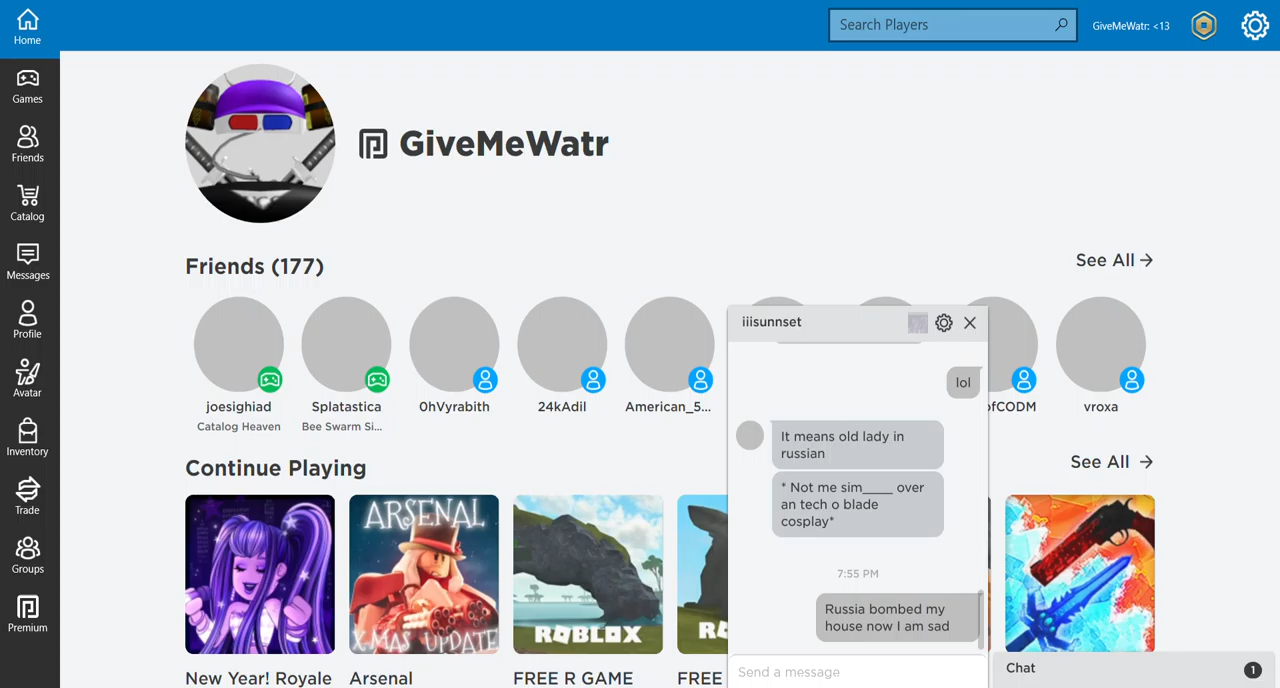 Home
Search Players
GiveMeWatr: <13
Games
Friends
Catalog
Messages
Profile
Avatar
Inventory
Trade
Groups
Premium
GiveMeWatr
Friends (177)
See All
joesighiad
Catalog Heaven
Splatastica
Bee Swarm Si...
0hVyrabith
24kAdil
American_5...
ofCODM
vroxa
Continue Playing
See All
ARSENAL
X-MAS UPDATE
ROBLOX
New Year! Royale
Arsenal
FREE R GAME
FREE
iiisunnset
lol
It means old lady in
russian
* Not me sim____ over
an tech o blade
cosplay*
7:55 PM
Russia bombed my
house now I am sad
Send a message
Chat
1